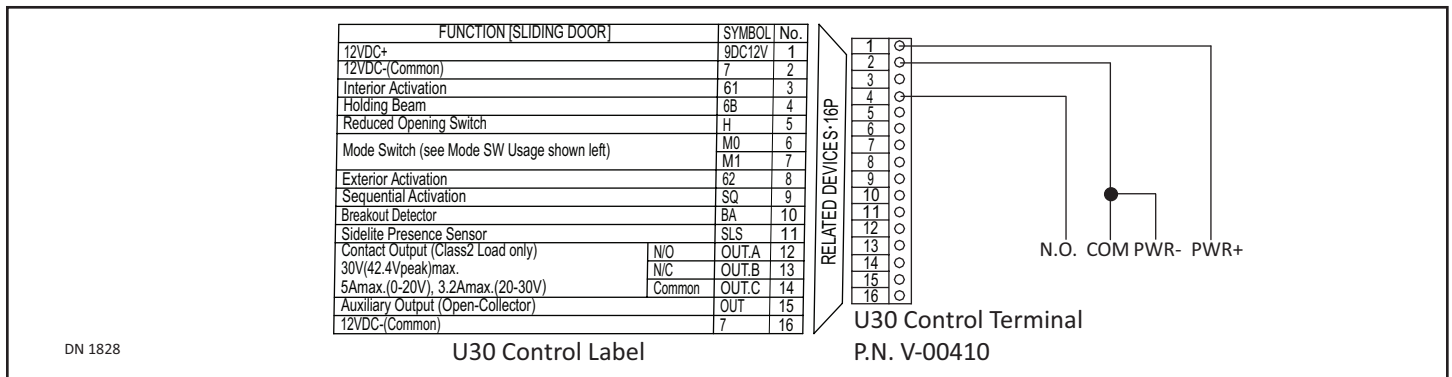 FUNCTION [SLIDING DOOR] SYMBOL No.
12VDC+ 9DC12V 1
12VDC-(Common) 7 2
Interior Activation 61 3
Holding Beam 6B 4
Reduced Opening Switch H 5
Mode Switch (see Mode SW Usage shown left) M0 6
M1 7
Exterior Activation 62 8
Sequential Activation SQ 9
Breakout Detector BA 10
Sidelite Presence Sensor SLS 11
Contact Output (Class2 Load only) N/O OUT.A 12
30V(42.4Vpeak)max. N/C OUT.B 13
5Amax.(0-20V), 3.2Amax.(20-30V) Common OUT.C 14
Auxiliary Output (Open-Collector) OUT 15
12VDC-(Common) 7 16
U30 Control Label
RELATED DEVICES·16P
1
2
3
4
5
6
7
8
9
10
11
12
13
14
15
16
N.O. COM PWR- PWR+
U30 Control Terminal
P.N. V-00410
DN 1828